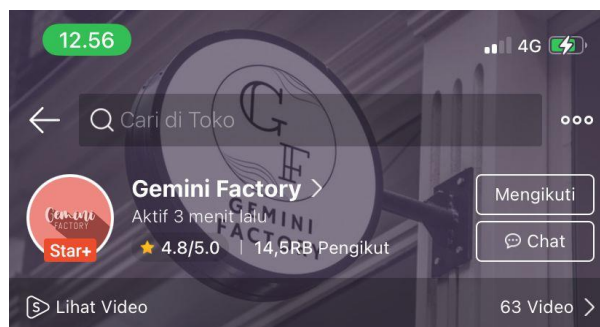 12.56
4G
Cari di Toko
G
F
GEMINI
FACTORY
Gemini Factory >
Aktif 3 menit lalu
4.8/5.0 | 14,5RB Pengikut
Gemini
FACTORY
Star+
Mengikuti
Chat
Lihat Video
63 Video >